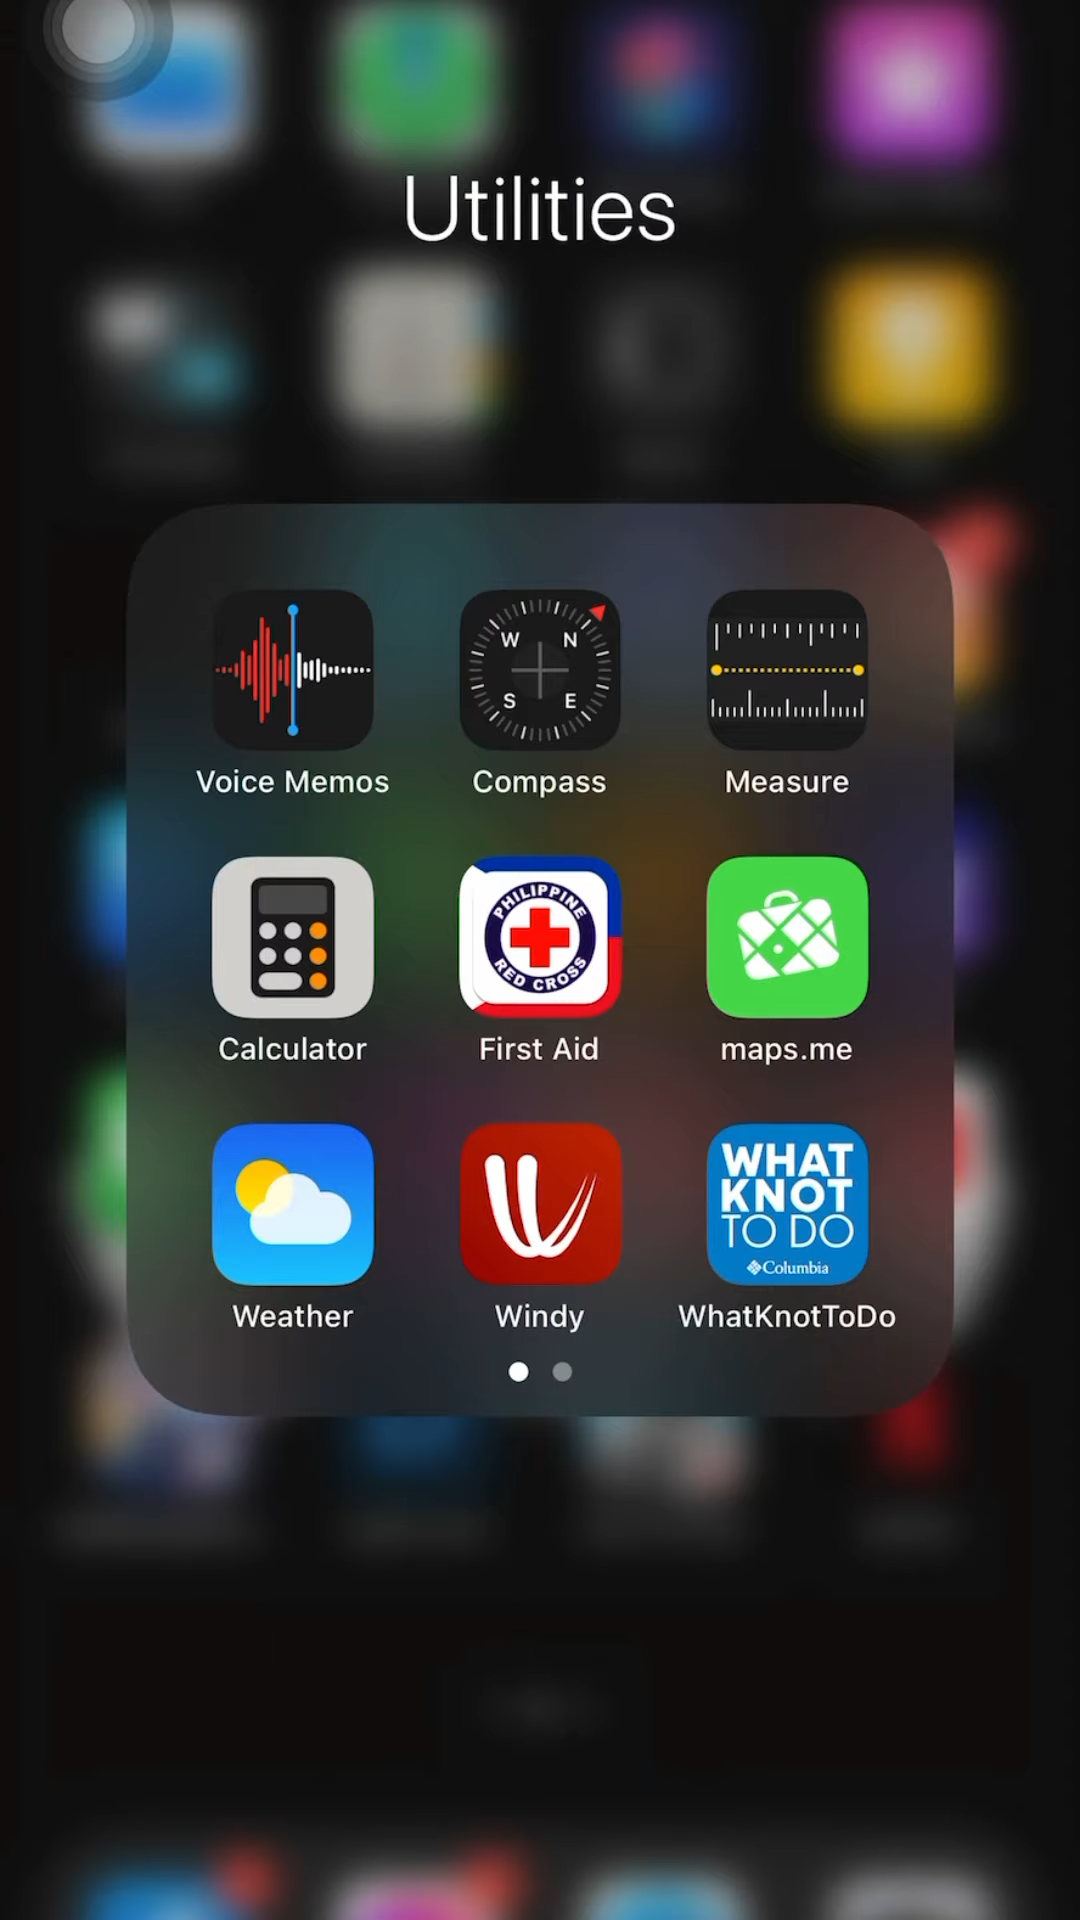 Utilities
W N
S E
Voice Memos
Compass
Measure
PHILIPPINE
RED CROSS
Calculator
First Aid
maps.me
WHAT
KNOT
TO DO
Columbia
Weather
Windy
WhatKnotToDo